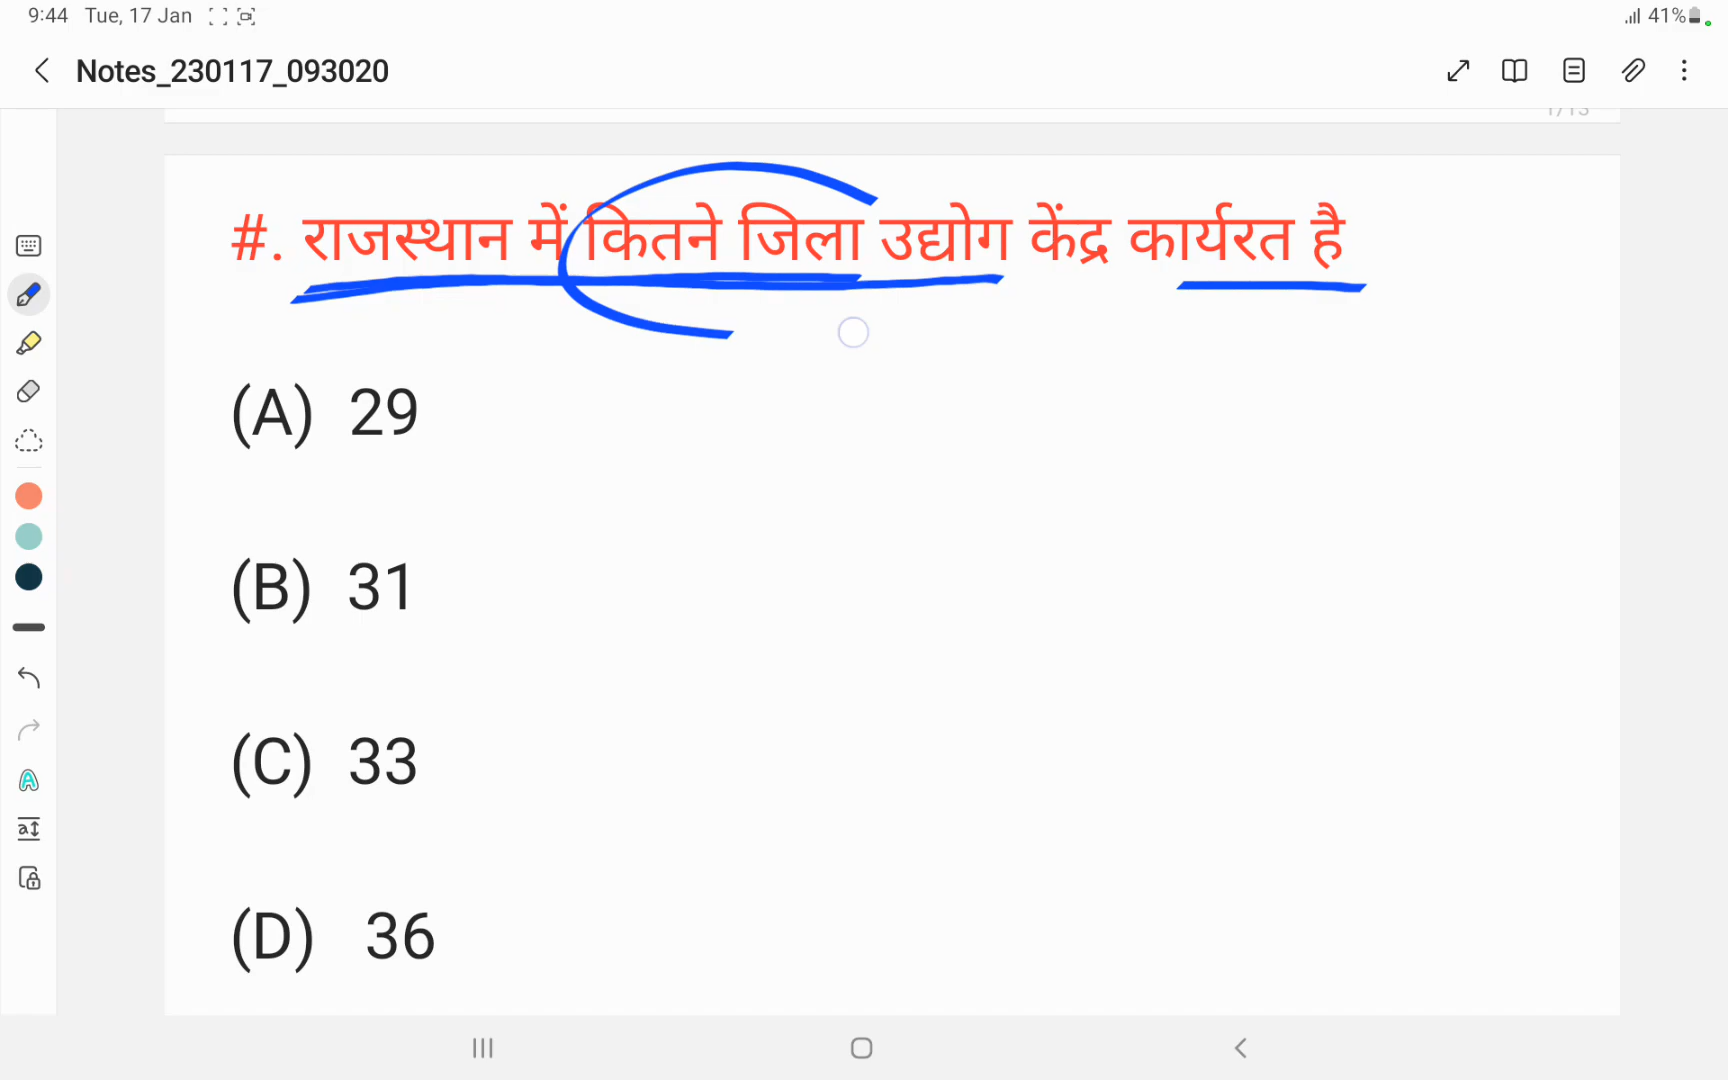 9:44 Tue, 17 Jan 41%
Notes_230117_093020
#. राजस्थान में कितने जिला उद्योग केंद्र कार्यरत है
(A) 29
(B) 31
(C) 33
(D) 36